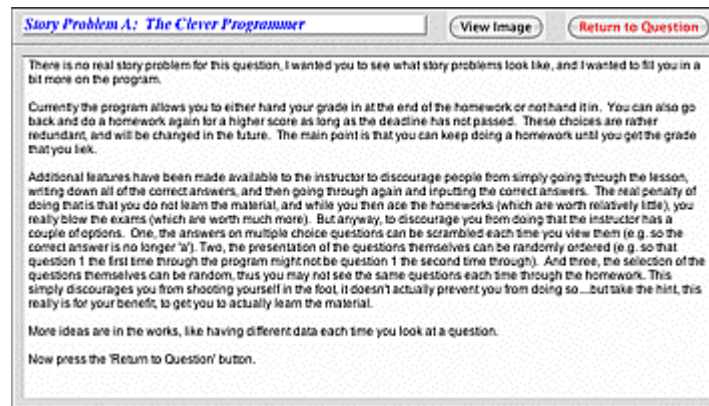 Story Problem A: The Clever Programmer
View Image
Return to Question
There is no real story problem for this question, I wanted you to see what story problems look like, and I wanted to fill you in a
bit more on the program.
Currently the program allows you to either hand your grade in at the end of the homework or not hand it in. You can also go
back and do a homework again for a higher score as long as the deadline has not passed. These choices are rather
redundant, and will be changed in the future. The main point is that you can keep doing a homework until you get the grade
that you liek.
Additional features have been made available to the instructor to discourage people from simply going through the lesson,
writing down all of the correct answers, and then going through again and inputting the correct answers. The real penalty of
doing that is that you do not learn the material, and while you then ace the homeworks (which are worth relatively little), you
really blow the exams (which are worth much more). But anyway, to discourage you from doing that the instructor has a
couple of options. One, the answers on multiple choice questions can be scrambled each time you view them (e.g. so the
correct answer is no longer 'a'). Two, the presentation of the questions themselves can be randomly ordered (e.g. so that
question 1 the first time through the program might not be question 1 the second time through). And three, the selection of the
questions themselves can be random, thus you may not see the same questions each time through the homework. This
simply discourages you from shooting yourself in the foot, it doesn't actually prevent you from doing so....but take the hint, this
really is for your benefit, to get you to actually learn the material.
More ideas are in the works, like having different data each time you look at a question.
Now press the 'Return to Question' button.